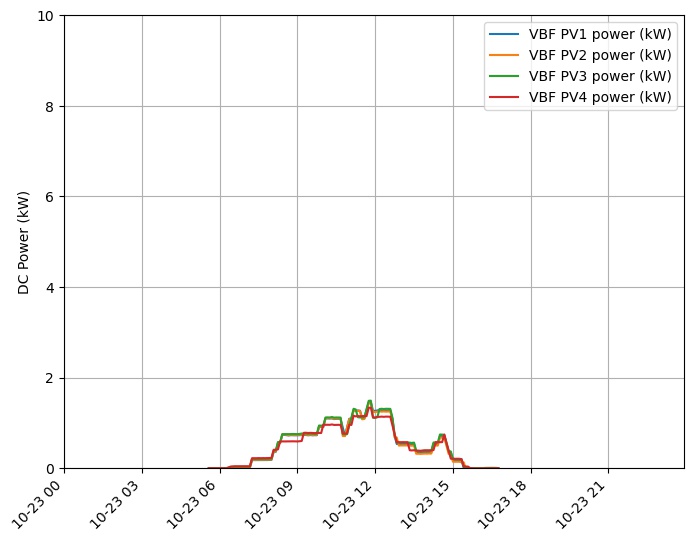 10
8
6
4
2
0
DC Power (kW)
VBF PV1 power (kW)
VBF PV2 power (kW)
VBF PV3 power (kW)
VBF PV4 power (kW)
10-23 00
10-23 03
10-23 06
10-23 09
10-23 12
10-23 15
10-23 18
10-23 21